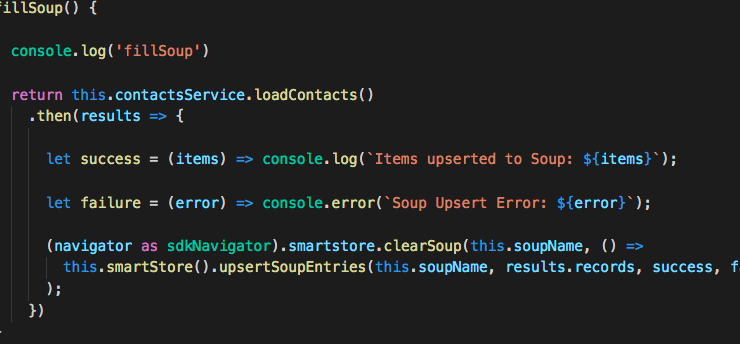 fillSoup() {
console.log('fillSoup')
return this.contactsService.loadContacts()
.then(results => {
let success = (items) => console.log(`Items upserted to Soup: ${items}`);
let failure = (error) => console.error(`Soup Upsert Error: ${error}`);
(navigator as sdkNavigator).smartstore.clearSoup(this.soupName, () =>
this.smartStore().upsertSoupEntries(this.soupName, results.records, success,
);
})